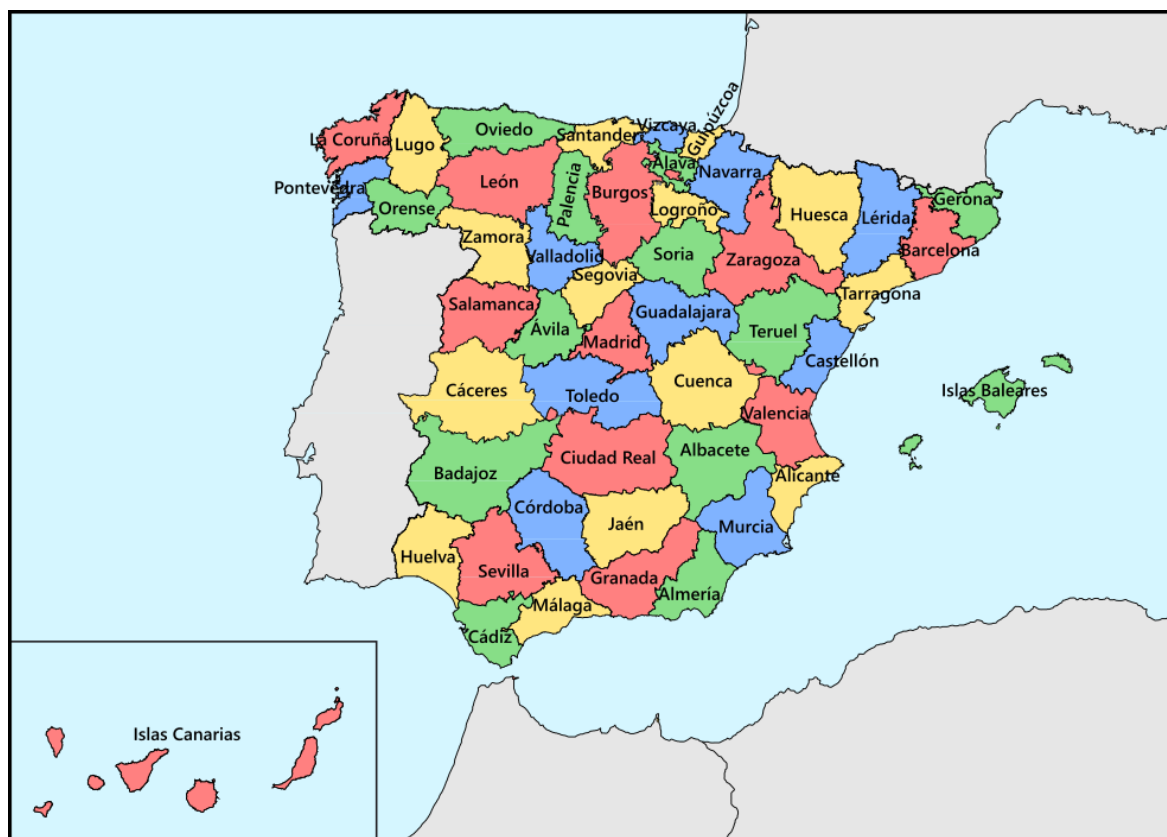 Guipúzcoa
Vizcaya
Oviedo
Santander
La Coruña
Lugo
Álava
Navarra
León
Pontevedra
Palencia
Burgos
Gerona
Orense
Logroño
Huesca
Lérida
Zamora
Barcelona
Valladolid
Soria
Zaragoza
Segovia
Tarragona
Salamanca
Guadalajara
Ávila
Madrid
Teruel
Castellón
Cáceres
Toledo
Cuenca
Islas Baleares
Valencia
Albacete
Ciudad Real
Badajoz
Alicante
Córdoba
Jaén
Murcia
Huelva
Sevilla
Granada
Almería
Málaga
Cádiz
Islas Canarias